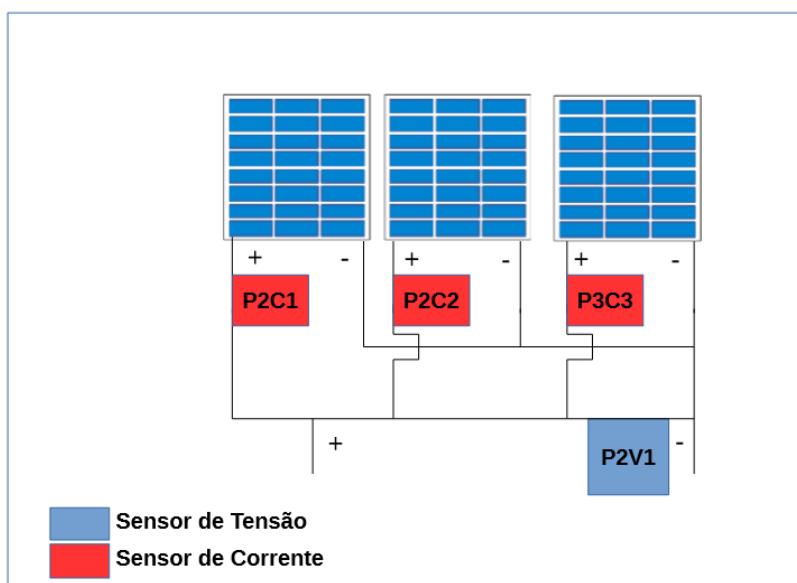 + - + - + -
P2C1 P2C2 P3C3
+ -
P2V1
Sensor de Tensão
Sensor de Corrente